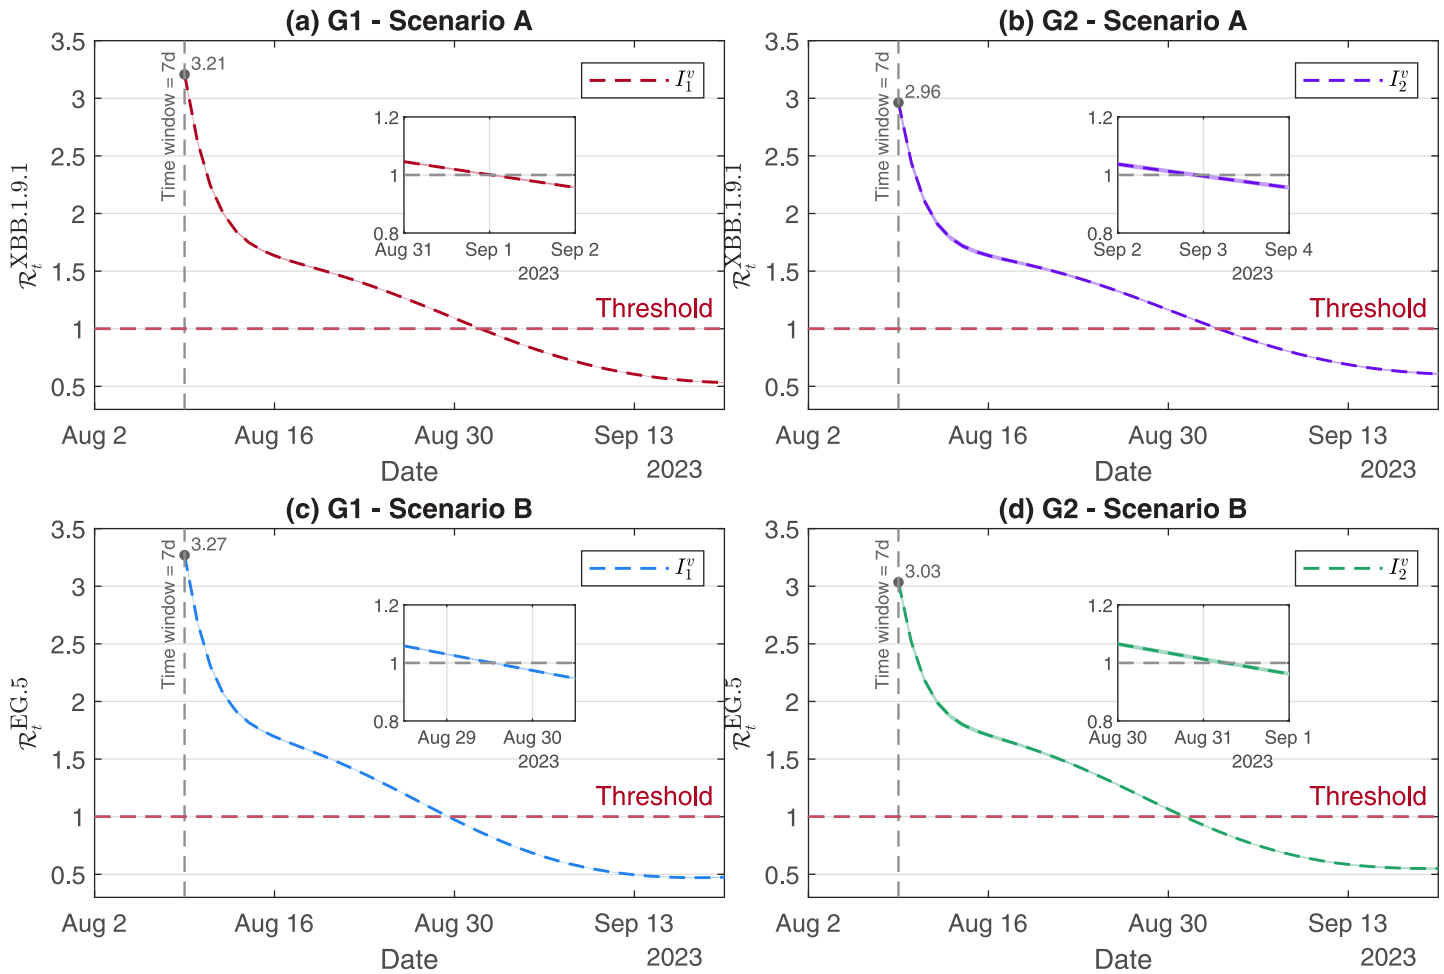 (a) G1 - Scenario A
3.5
3
2.5
2
1.5
1
0.5
Time window = 7d
3.21
I_1^v
1.2
1
0.8
Aug 31
Sep 1
Sep 2
2023
Threshold
R_t^XBB.1.9.1
Aug 2
Aug 16
Aug 30
Sep 13
Date
2023
(b) G2 - Scenario A
3.5
3
2.5
2
1.5
1
0.5
Time window = 7d
2.96
I_2^v
1.2
1
0.8
Sep 2
Sep 3
Sep 4
2023
Threshold
R_t^XBB.1.9.1
Aug 2
Aug 16
Aug 30
Sep 13
Date
2023
(c) G1 - Scenario B
3.5
3
2.5
2
1.5
1
0.5
Time window = 7d
3.27
I_1^v
1.2
1
0.8
Aug 29
Aug 30
2023
Threshold
R_t^EG.5
Aug 2
Aug 16
Aug 30
Sep 13
Date
2023
(d) G2 - Scenario B
3.5
3
2.5
2
1.5
1
0.5
Time window = 7d
3.03
I_2^v
1.2
1
0.8
Aug 30
Aug 31
Sep 1
2023
Threshold
R_t^EG.5
Aug 2
Aug 16
Aug 30
Sep 13
Date
2023